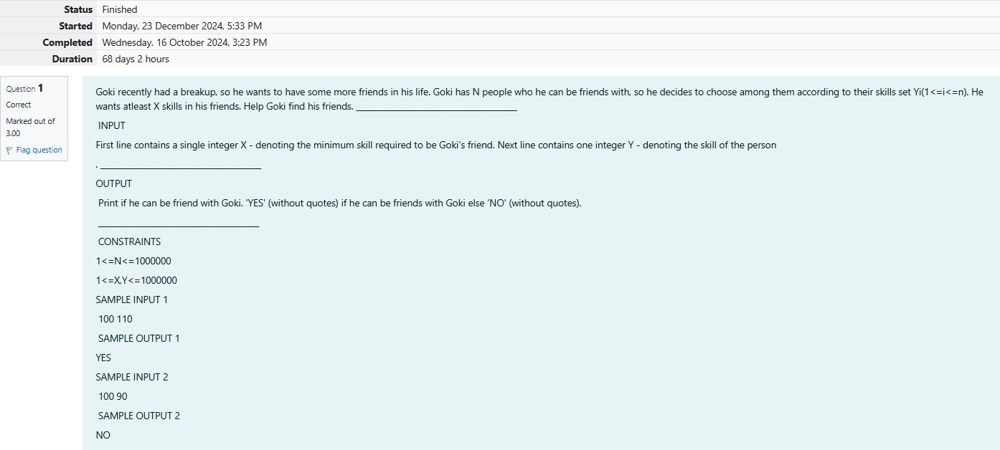 Status Finished
Started Monday, 23 December 2024, 5:33 PM
Completed Wednesday, 16 October 2024, 3:23 PM
Duration 68 days 2 hours
Question 1
Correct
Marked out of
3.00
Flag question
Goki recently had a breakup, so he wants to have some more friends in his life. Goki has N people who he can be friends with, so he decides to choose among them according to their skills set Yi(1<=i<=n). He
wants atleast X skills in his friends. Help Goki find his friends. ________________________________
INPUT
First line contains a single integer X - denoting the minimum skill required to be Goki's friend. Next line contains one integer Y - denoting the skill of the person
. ________________________________
OUTPUT
Print if he can be friend with Goki. 'YES' (without quotes) if he can be friends with Goki else 'NO' (without quotes).
________________________________
CONSTRAINTS
1<=N<=1000000
1<=X,Y<=1000000
SAMPLE INPUT 1
100 110
SAMPLE OUTPUT 1
YES
SAMPLE INPUT 2
100 90
SAMPLE OUTPUT 2
NO